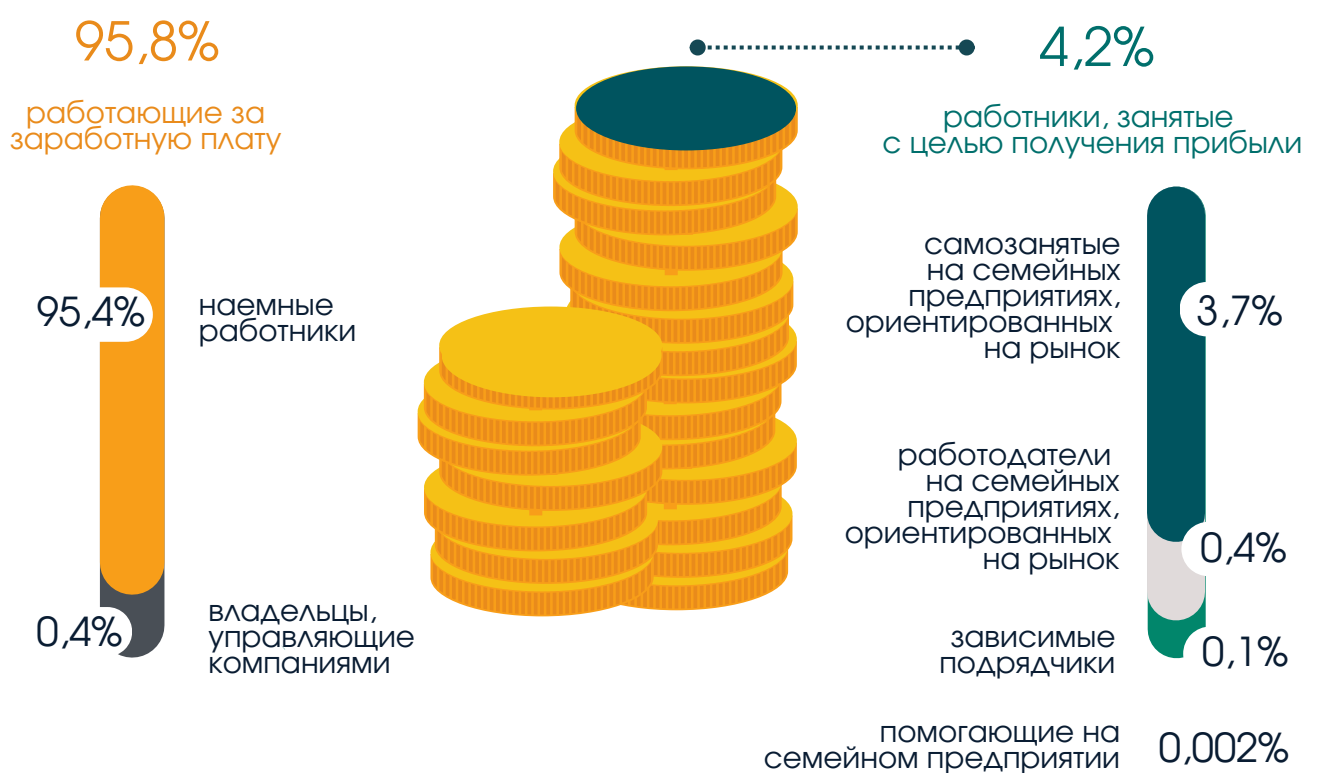 95,8%
работающие за
заработную плату
95,4%
наемные
работники
0,4%
владельцы,
управляющие
компаниями
4,2%
работники, занятые
с целью получения прибыли
самозанятые
на семейных
предприятиях,
ориентированных
на рынок
3,7%
работодатели
на семейных
предприятиях,
ориентированных
на рынок
0,4%
зависимые
подрядчики
0,1%
помогающие на
семейном предприятии
0,002%